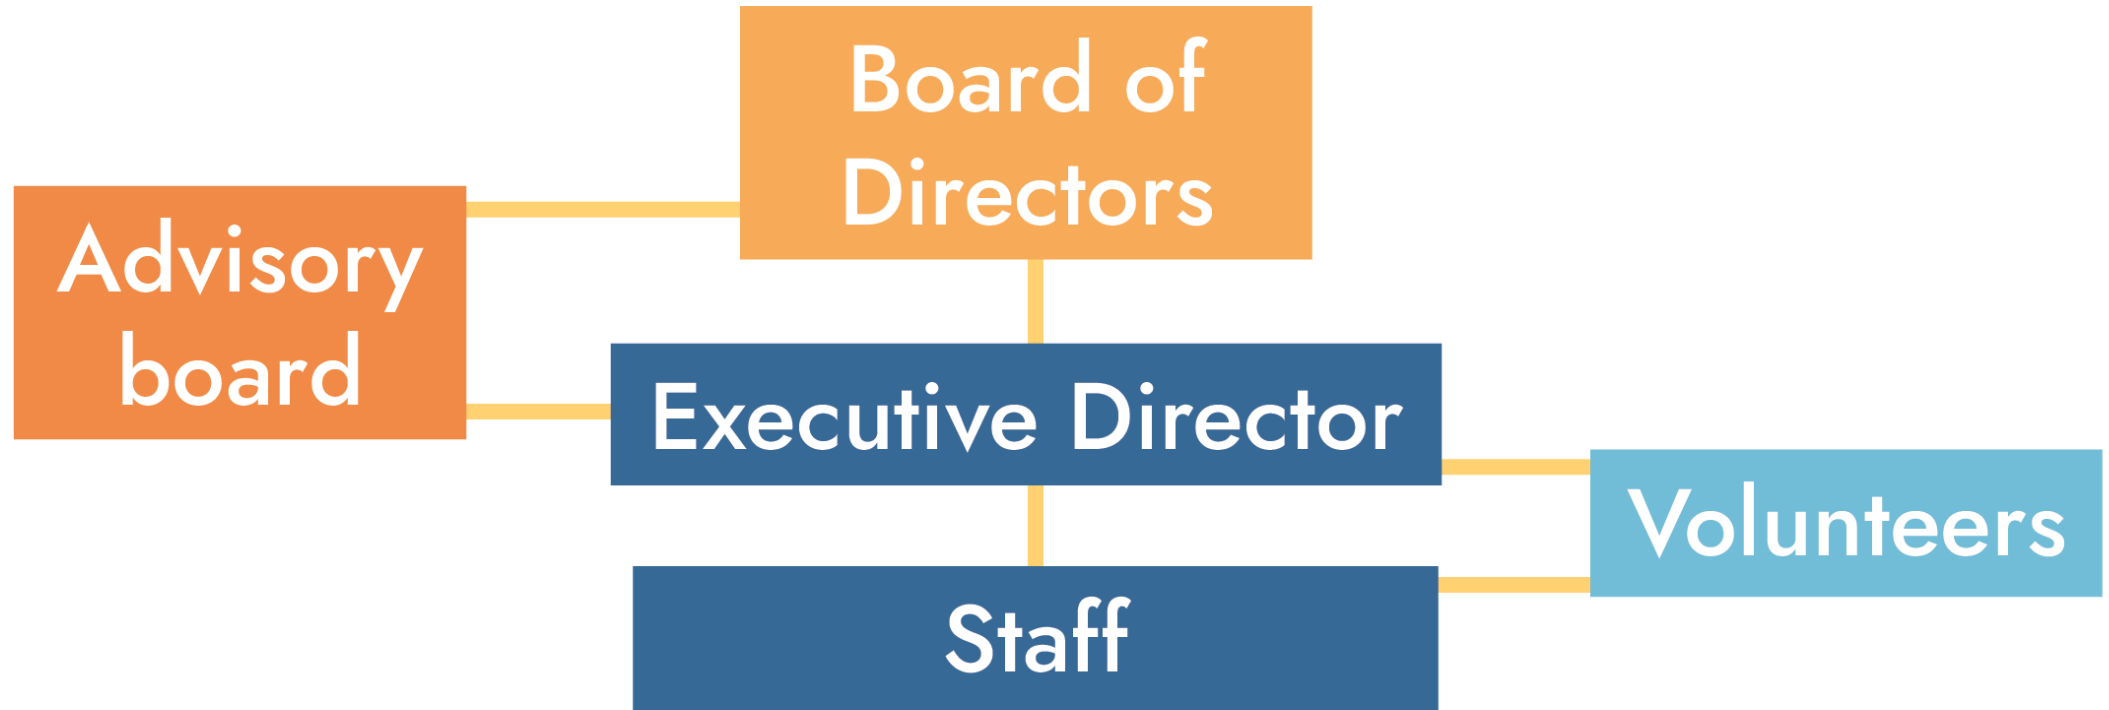 Board of
Directors
Advisory
board
Executive Director
Volunteers
Staff